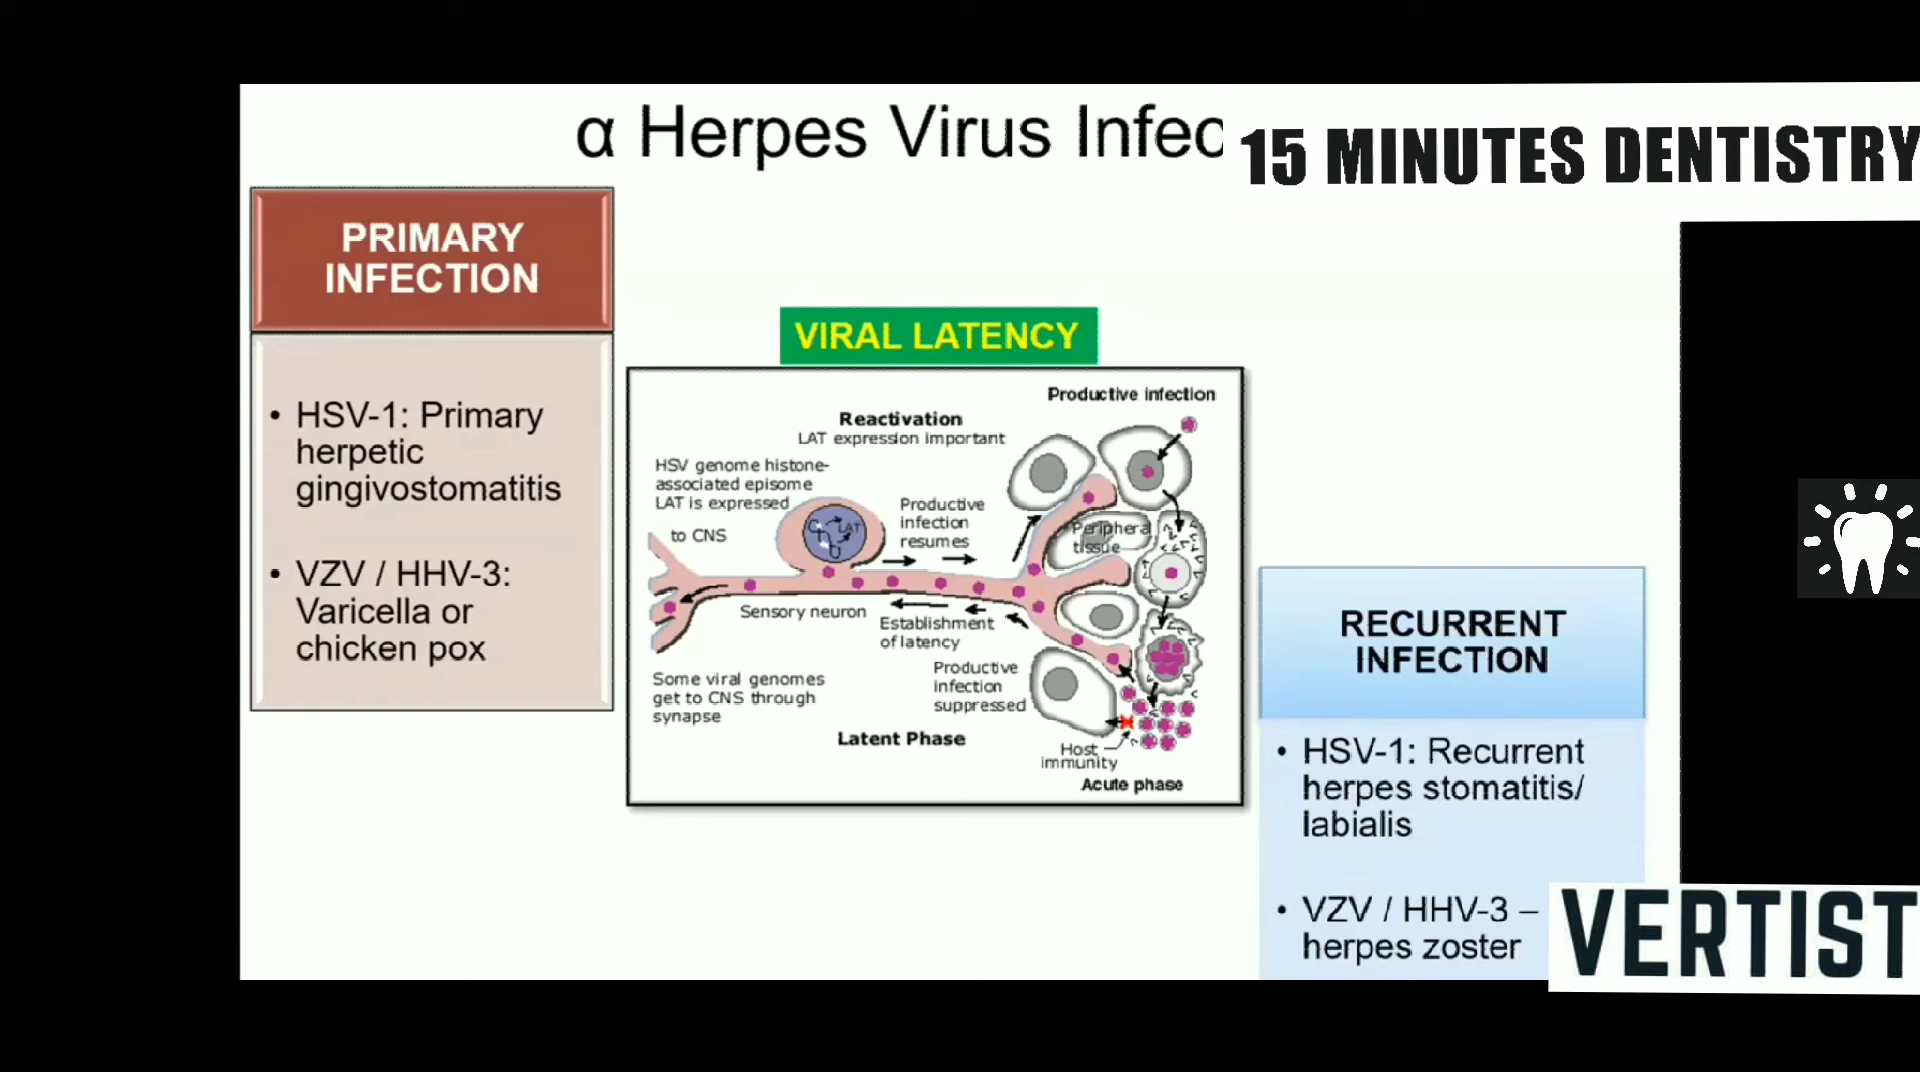 α Herpes Virus Infec
15 MINUTES DENTISTRY
PRIMARY
INFECTION
• HSV-1: Primary
herpetic
gingivostomatitis
• VZV / HHV-3:
Varicella or
chicken pox
VIRAL LATENCY
Productive infection
Reactivation
LAT expression important
HSV genome histone-
associated episome
LAT is expressed
to CNS
LAT
Productive
infection
resumes
Peripheral
tissue
Sensory neuron
Establishment
of latency
Some viral genomes
get to CNS through
synapse
Productive
infection
suppressed
Latent Phase
Host
immunity
Acute phase
RECURRENT
INFECTION
• HSV-1: Recurrent
herpes stomatitis/
labialis
• VZV / HHV-3 –
herpes zoster
VERTIST